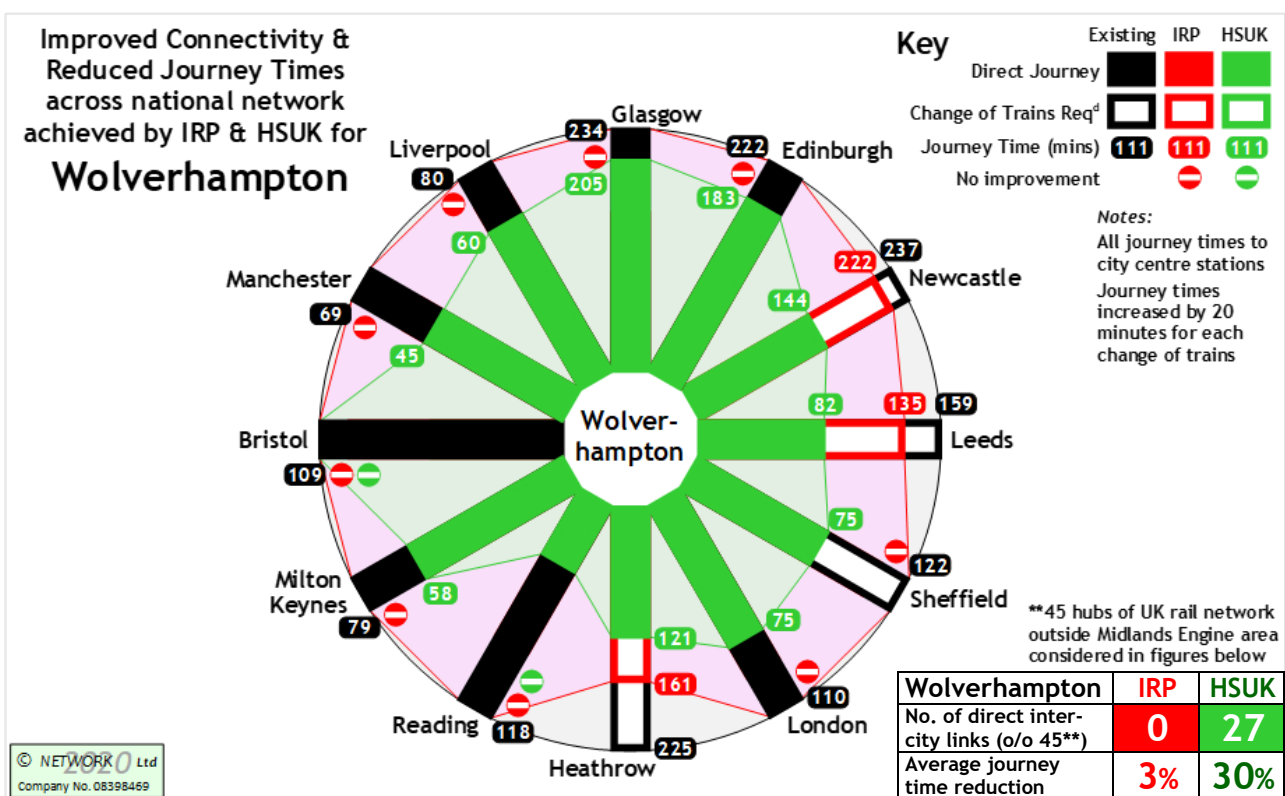 Improved Connectivity &
Reduced Journey Times
across national network
achieved by IRP & HSUK for
Wolverhampton
Key
Existing IRP HSUK
Direct Journey
Change of Trains Reqd
Journey Time (mins) 111 111 111
No improvement
Notes:
All journey times to
city centre stations
Journey times
increased by 20
minutes for each
change of trains
Glasgow
234
205
Edinburgh
222
183
Newcastle
237
222
144
Leeds
159
135
82
Sheffield
122
75
London
110
75
Heathrow
225
161
121
Reading
118
Milton
Keynes
79
58
Bristol
109
Manchester
69
45
Liverpool
80
60
Wolver-
hampton
**45 hubs of UK rail network
outside Midlands Engine area
considered in figures below
Wolverhampton IRP HSUK
No. of direct inter-
city links (o/o 45**) 0 27
Average journey
time reduction 3% 30%
© NETWORK 2020 Ltd
Company No. 08398469